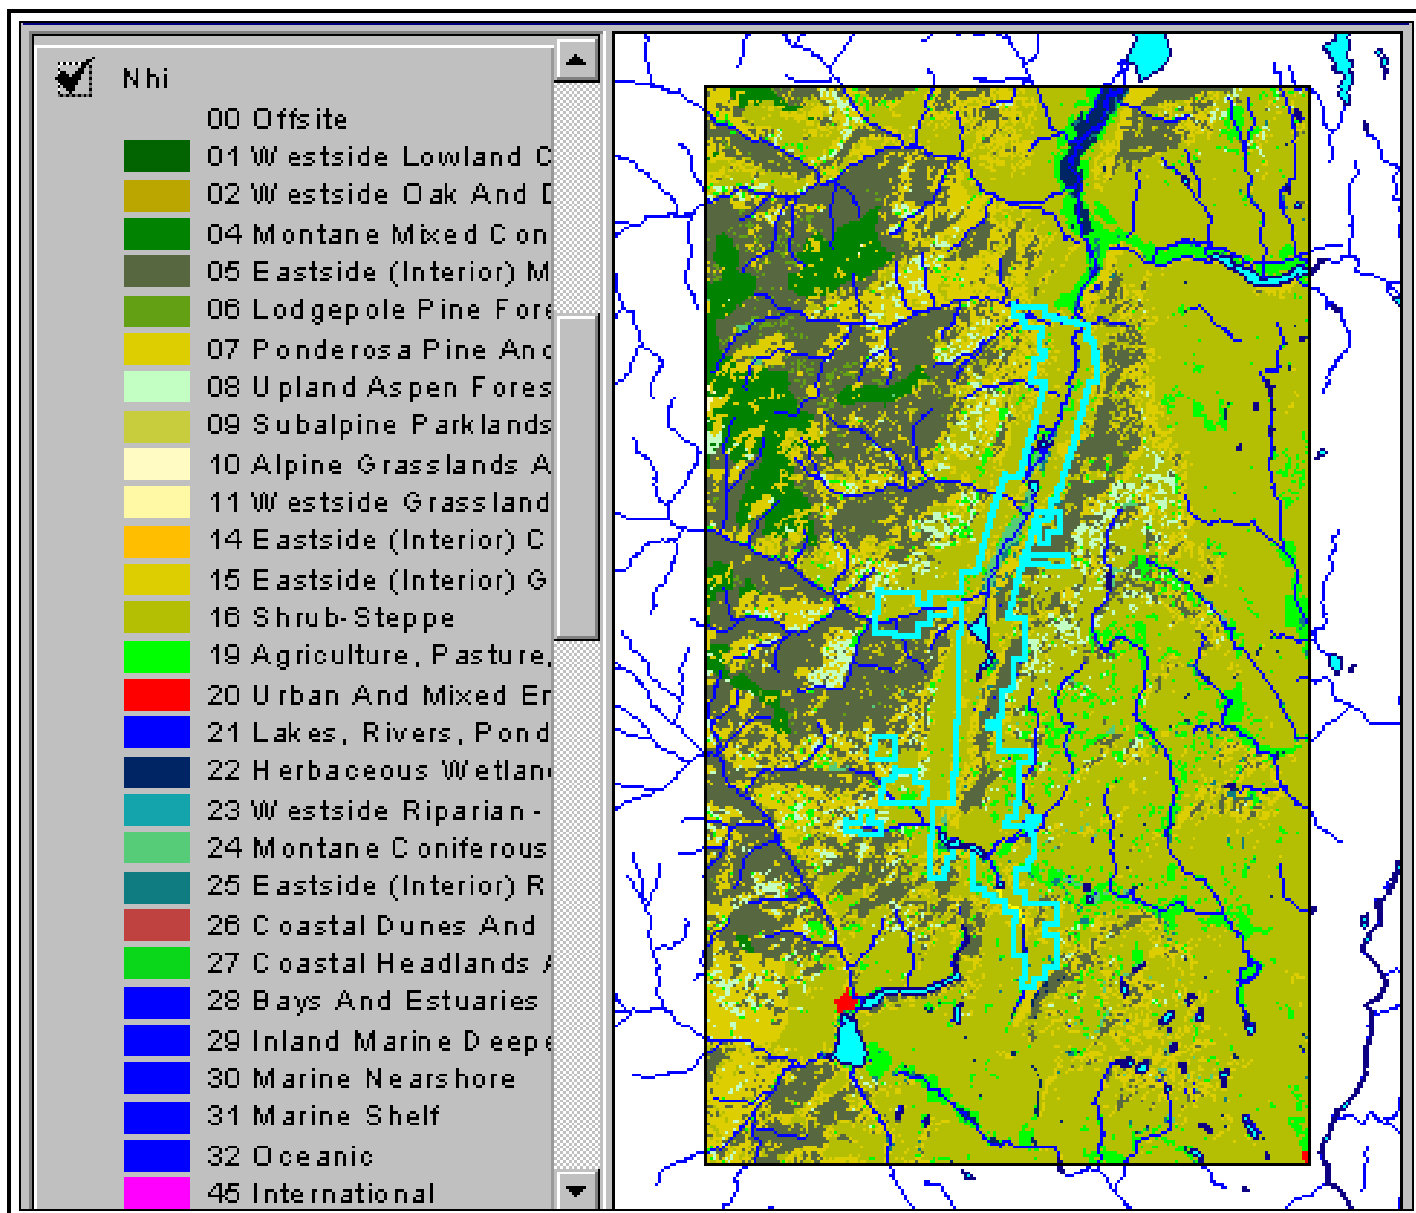 Nhi
00 Offsite
01 Westside Lowland C
02 Westside Oak And D
04 Montane Mixed Con
05 Eastside (Interior) M
06 Lodgepole Pine Fore
07 Ponderosa Pine And
08 Upland Aspen Fores
09 Subalpine Parklands
10 Alpine Grasslands A
11 Westside Grassland
14 Eastside (Interior) C
15 Eastside (Interior) G
16 Shrub-Steppe
19 Agriculture, Pasture,
20 Urban And Mixed En
21 Lakes, Rivers, Pond
22 Herbaceous Wetland
23 Westside Riparian -
24 Montane Coniferous
25 Eastside (Interior) R
26 Coastal Dunes And
27 Coastal Headlands A
28 Bays And Estuaries
29 Inland Marine Deepe
30 Marine Nearshore
31 Marine Shelf
32 Oceanic
45 International